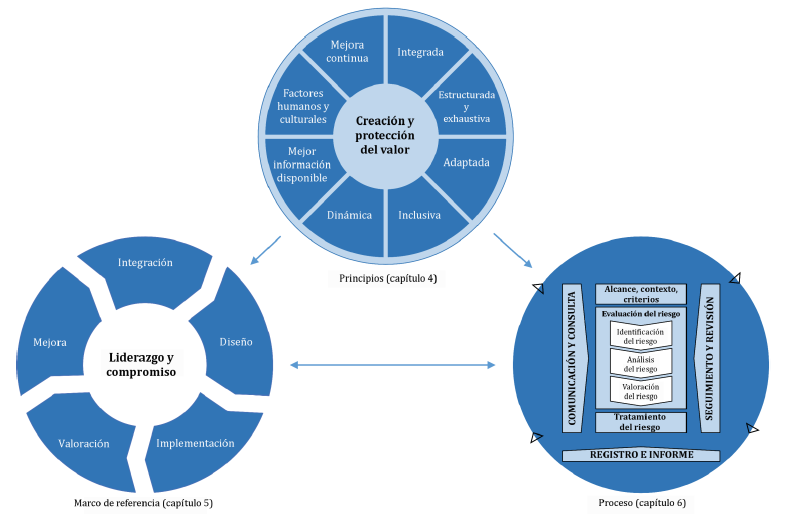 Mejora
continua
Integrada
Factores
humanos y
culturales
Estructurada
y
exhaustiva
Creación y
protección
del valor
Mejor
información
disponible
Adaptada
Dinámica
Inclusiva
Principios (capítulo 4)
Integración
Mejora
Diseño
Liderazgo y
compromiso
Valoración
Implementación
Marco de referencia (capítulo 5)
Alcance, contexto,
criterios
Evaluación del riesgo
Identificación
del riesgo
Análisis
del riesgo
Valoración
del riesgo
Tratamiento
del riesgo
COMUNICACIÓN Y CONSULTA
SEGUIMIENTO Y REVISIÓN
REGISTRO E INFORME
Proceso (capítulo 6)